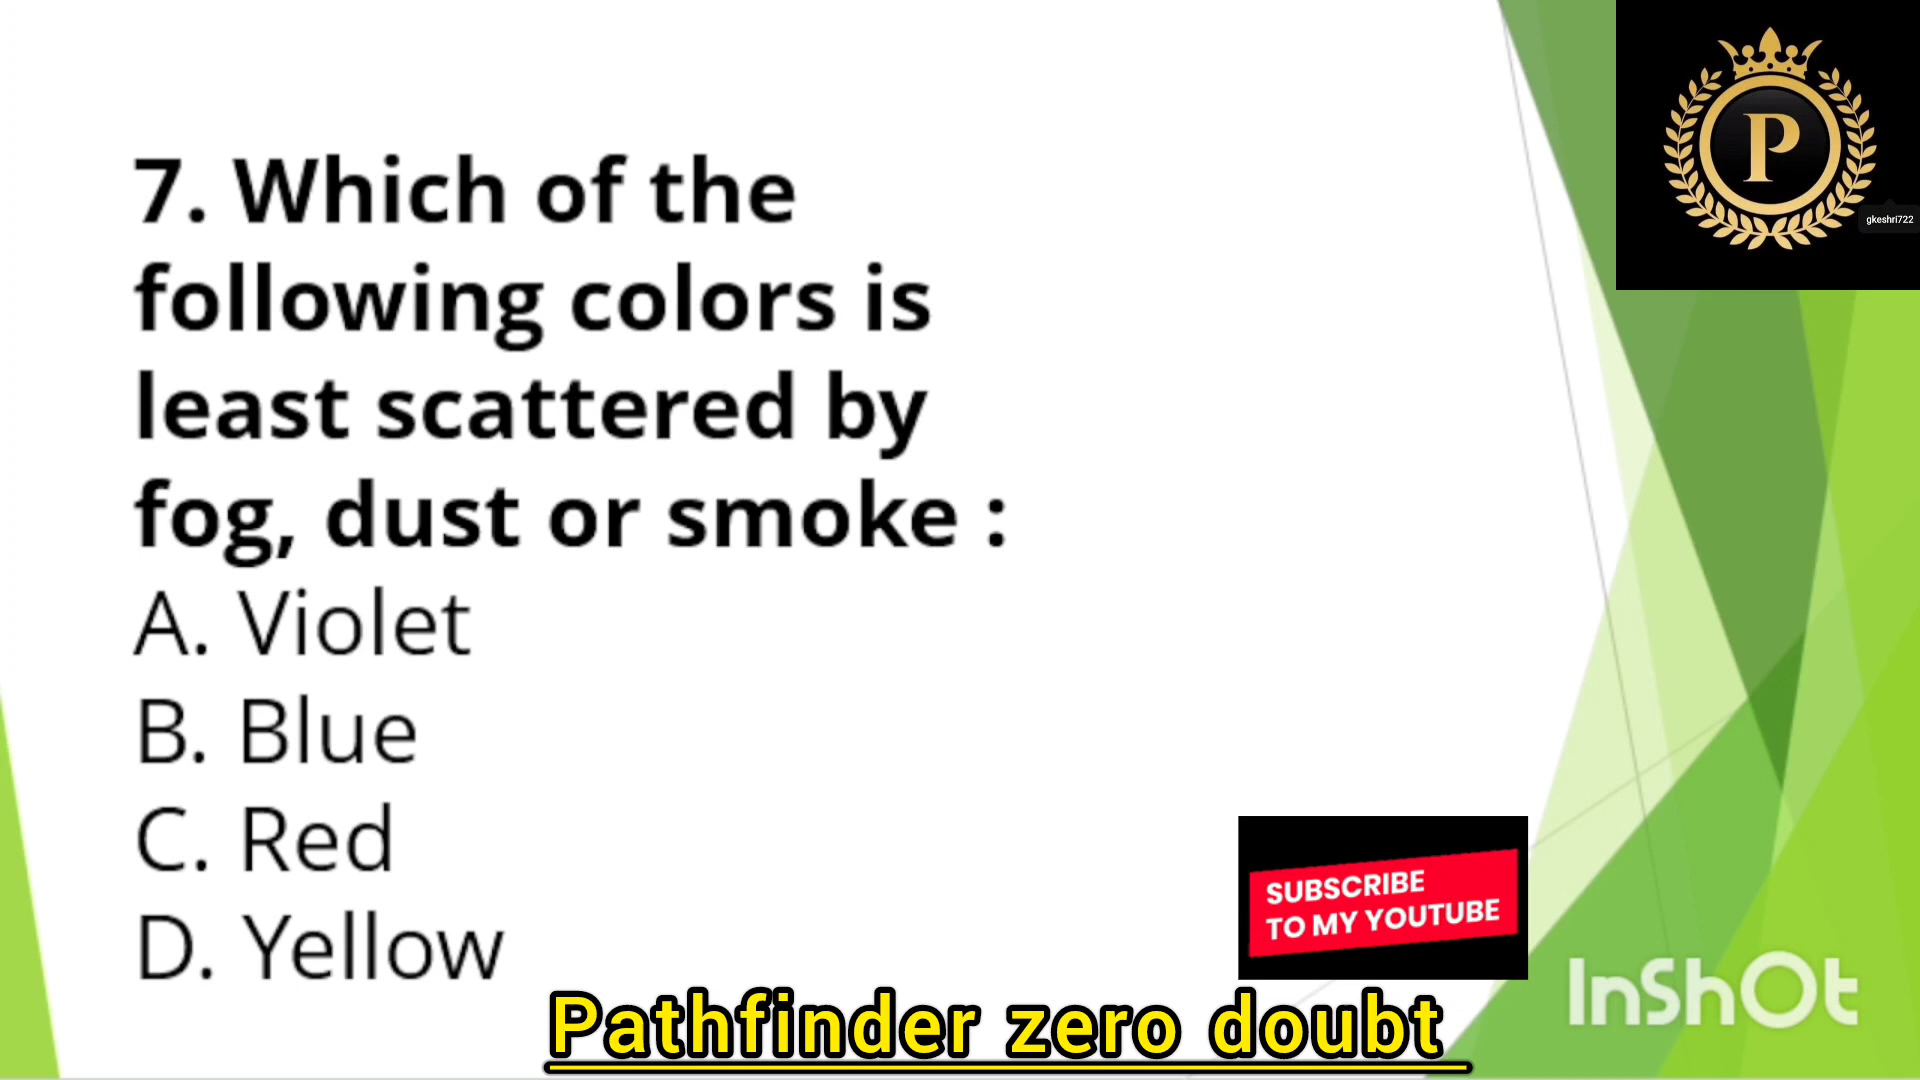 7. Which of the
following colors is
least scattered by
fog, dust or smoke :
A. Violet
B. Blue
C. Red
D. Yellow
P
gkeshri722
SUBSCRIBE
TO MY YOUTUBE
InShOt
Pathfinder zero doubt